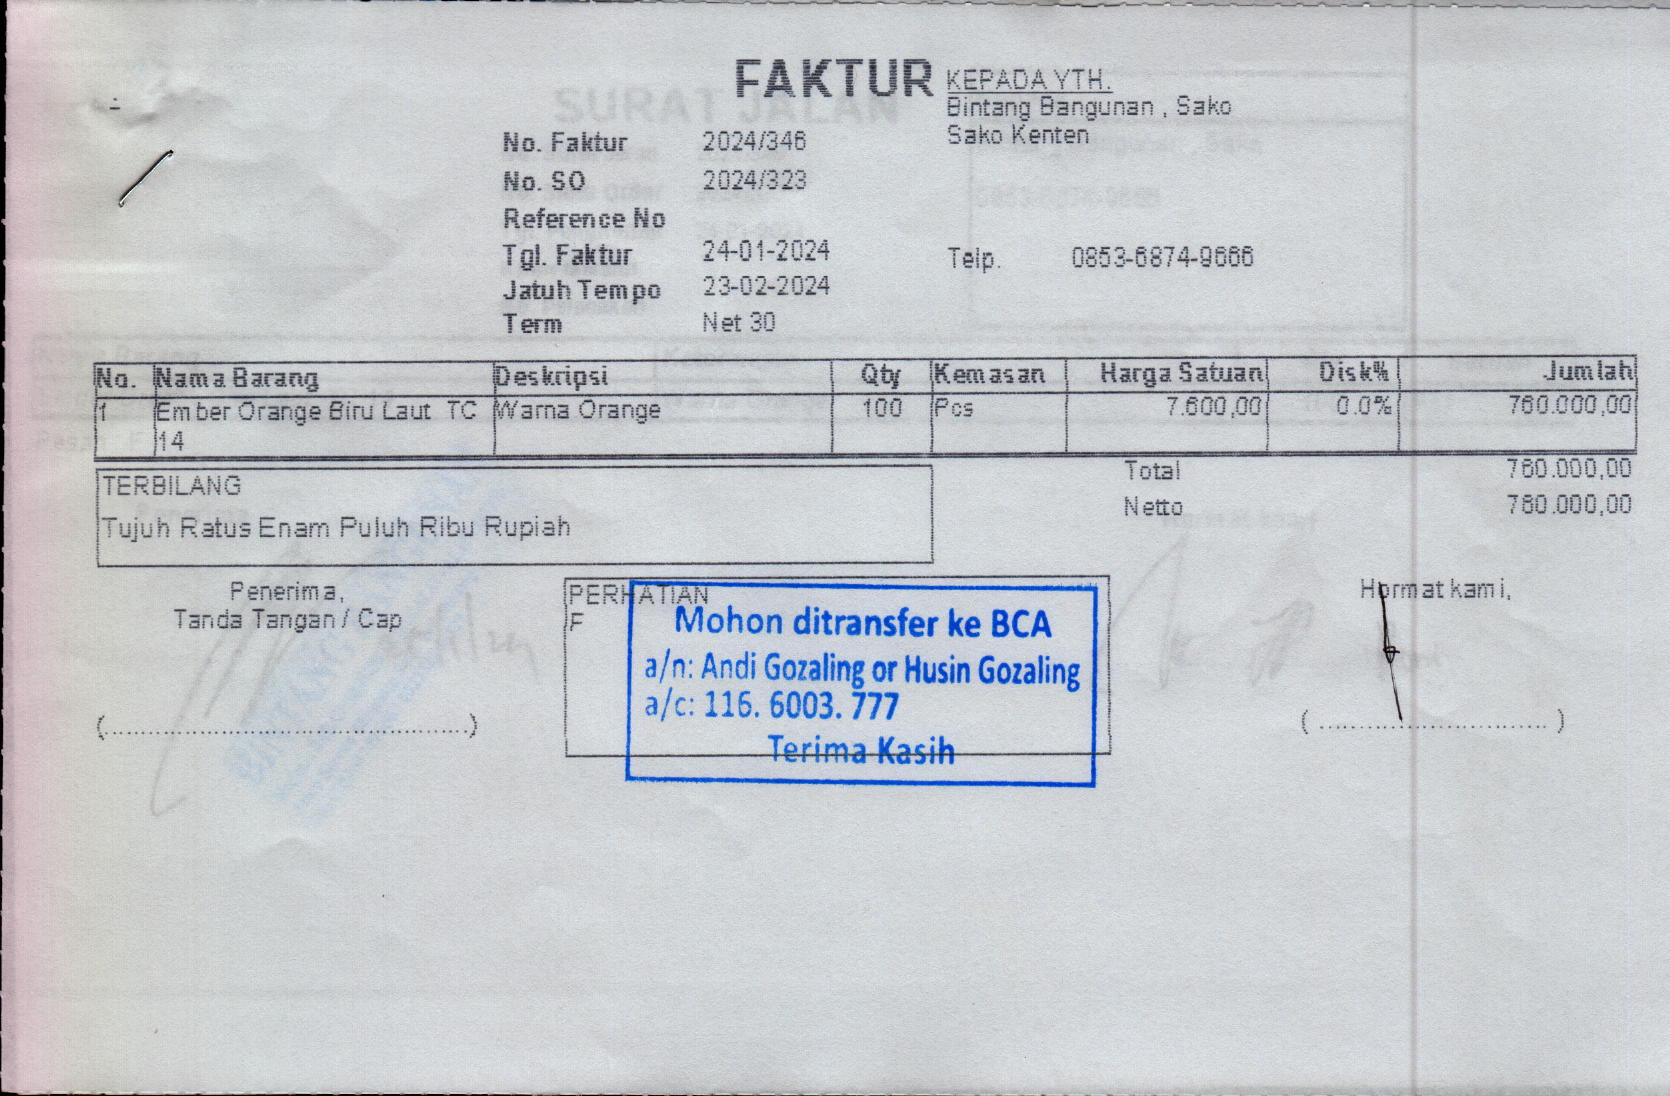 FAKTUR
KEPADA YTH.
Bintang Bangunan , Sako
Sako Kenten
No. Faktur 2024/346
No. SO 2024/323
Reference No
Tgl. Faktur 24-01-2024
Telp. 0853-6874-9666
Jatuh Tempo 23-02-2024
Term Net 30
No. Nama Barang Deskripsi Qty Kemasan Harga Satuan Disk% Jumlah
1 Ember Orange Biru Laut TC Warna Orange 100 Pcs 7.600,00 0.0% 760.000,00
14
Total 760.000,00
Netto 760.000,00
TERBILANG
Tujuh Ratus Enam Puluh Ribu Rupiah
Penerima,
Tanda Tangan / Cap
(................................................)
PERHATIAN
F
Mohon ditransfer ke BCA
a/n: Andi Gozaling or Husin Gozaling
a/c: 116. 6003. 777
Terima Kasih
Hormat kami,
(..............................)
SURAT JALAN